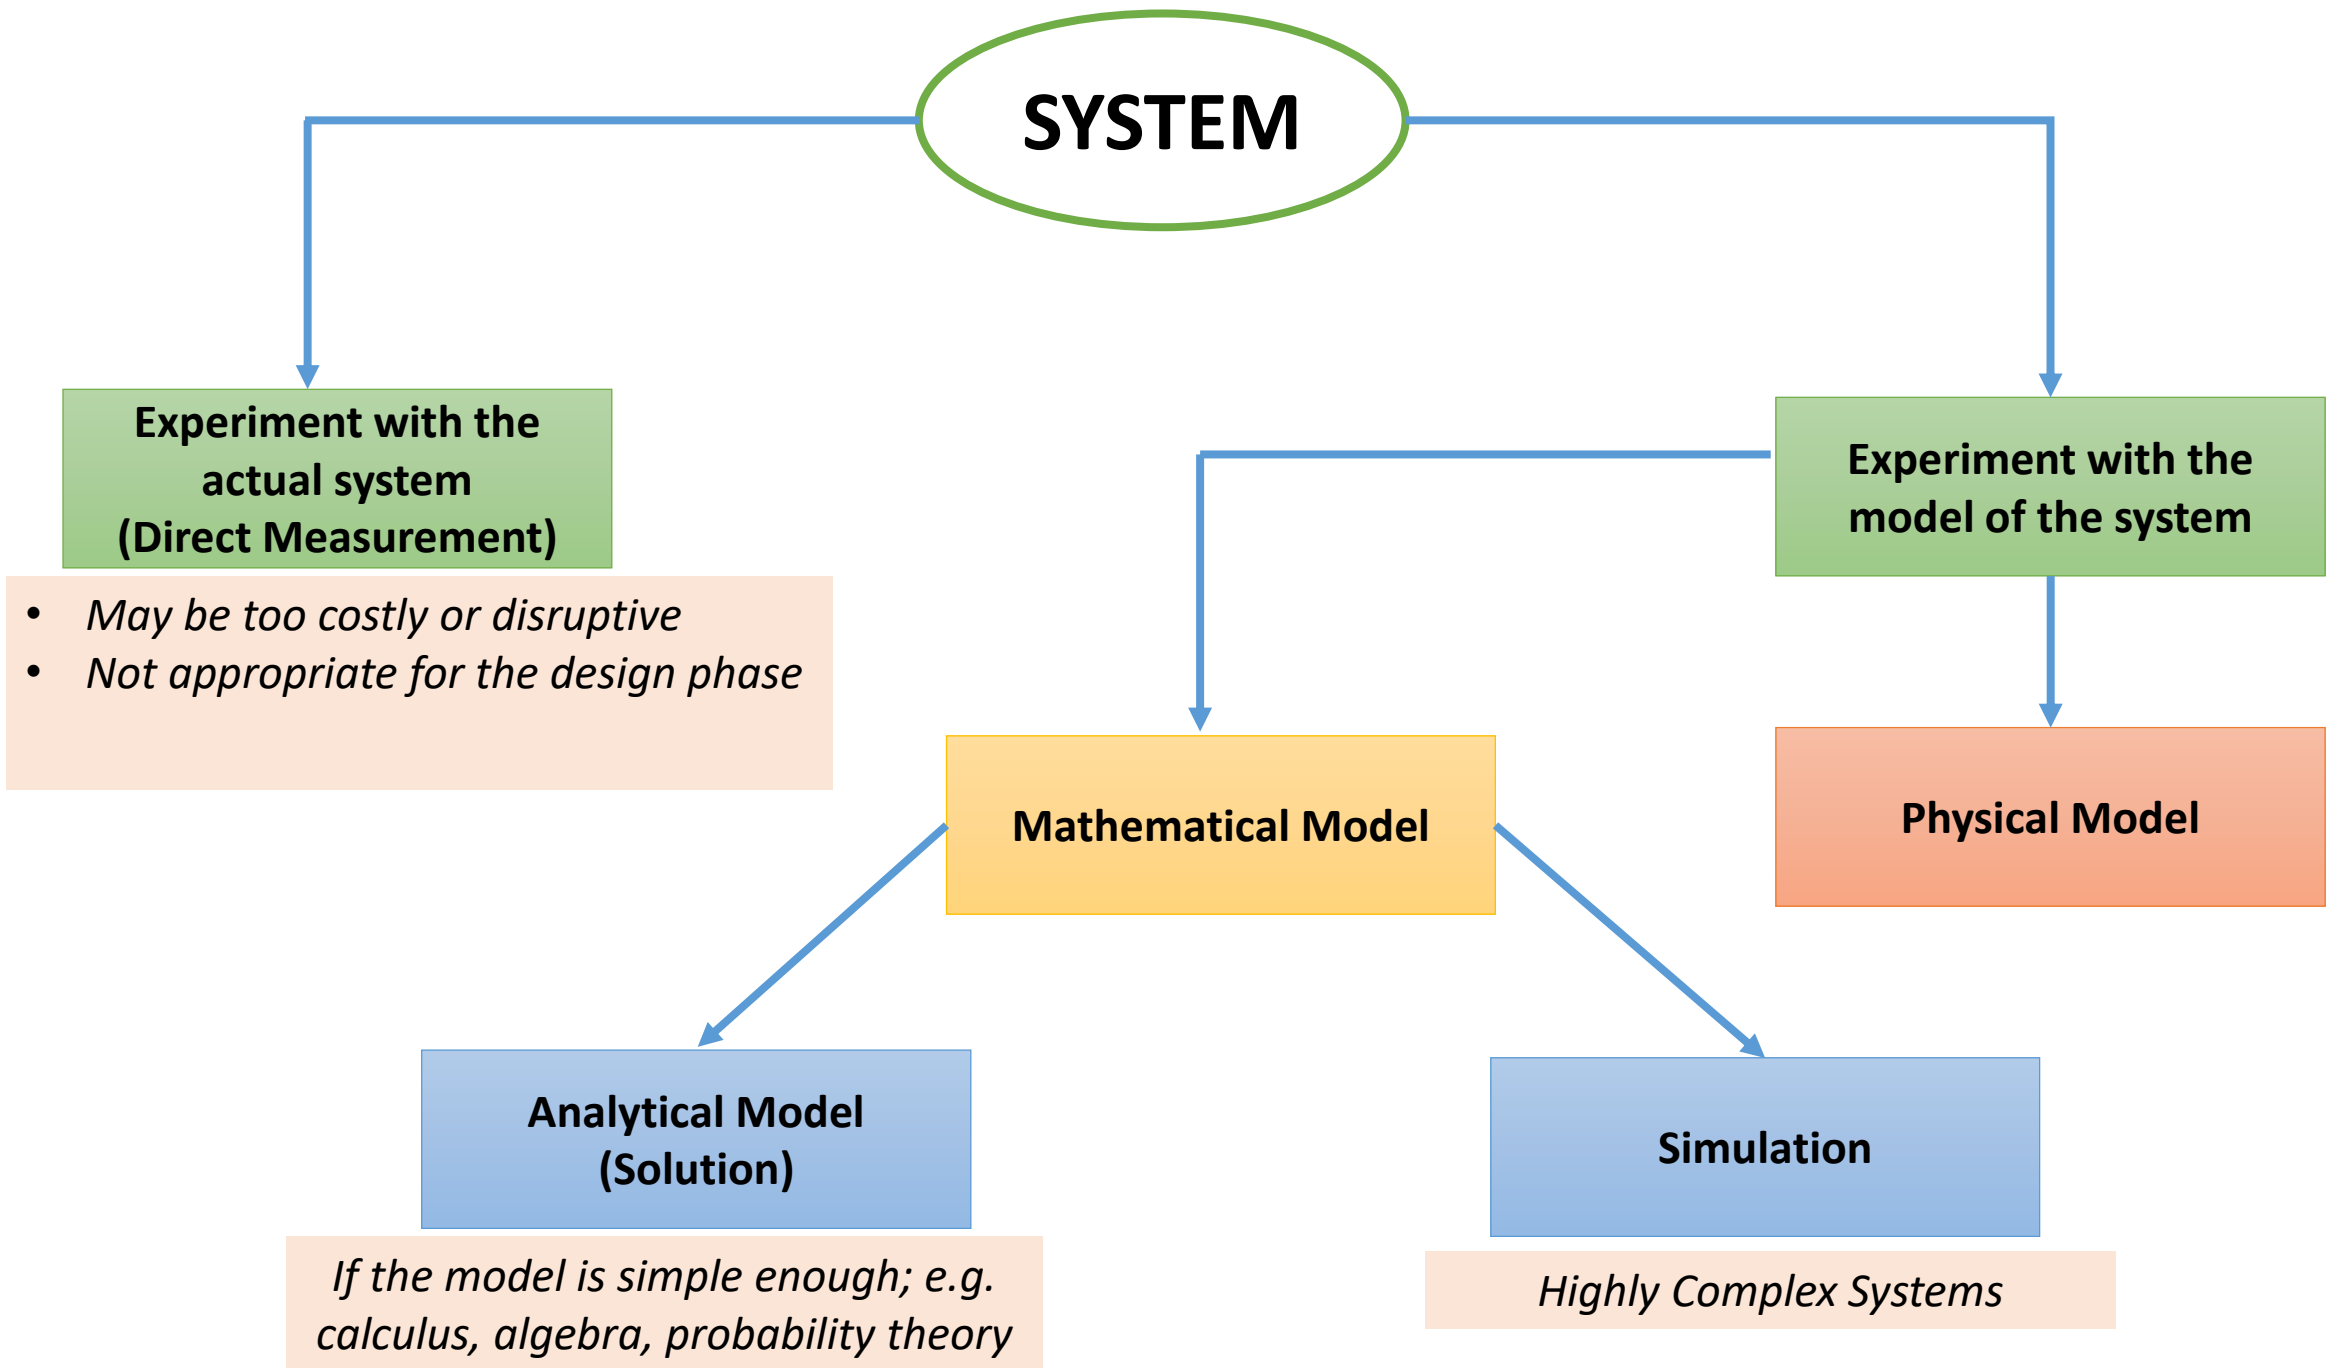 SYSTEM
Experiment with the
actual system
(Direct Measurement)
• May be too costly or disruptive
• Not appropriate for the design phase
Experiment with the
model of the system
Mathematical Model
Physical Model
Analytical Model
(Solution)
If the model is simple enough; e.g.
calculus, algebra, probability theory
Simulation
Highly Complex Systems